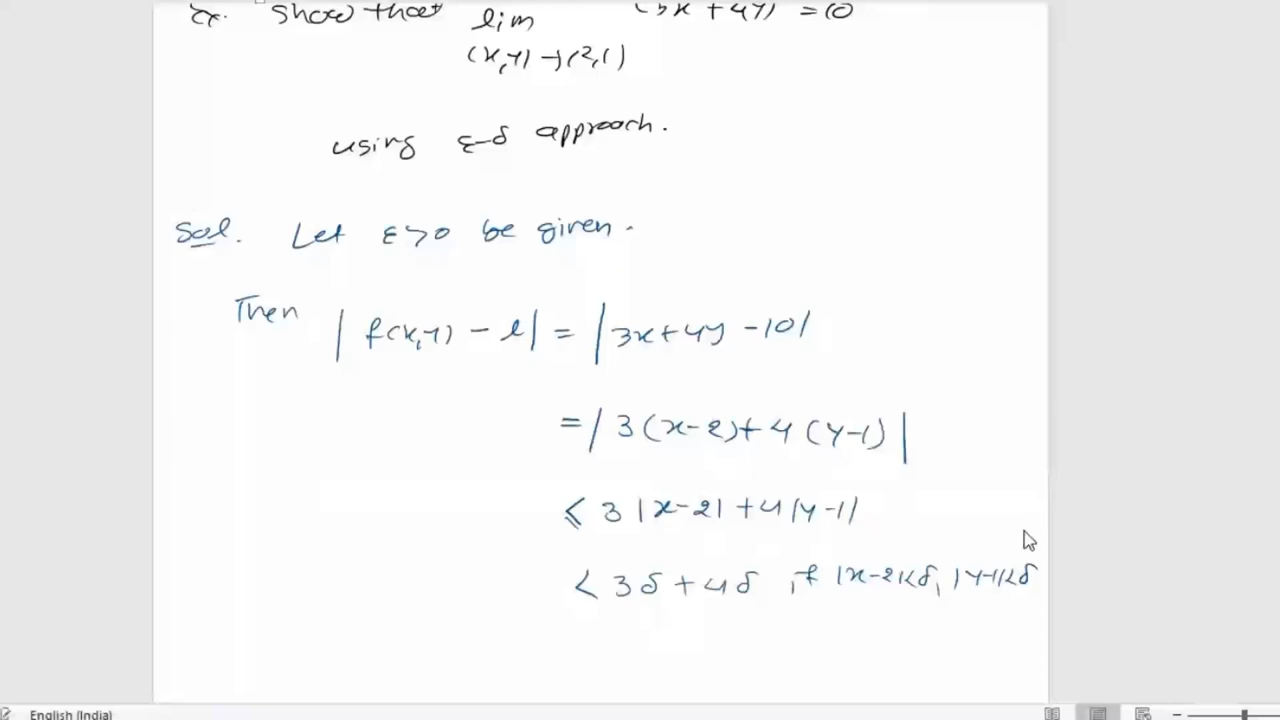 Ex. Show that lim (3x + 4y) = 10
(x,y)→(2,1)
using ε-δ approach.
Sol. Let ε>0 be given.
Then | f(x,y) - l | = | 3x+4y -10 |
= | 3(x-2)+ 4(y-1) |
≤ 3 |x-2| + 4 |y-1|
< 3δ + 4δ , if |x-2|<δ, |y-1|<δ
English (India)